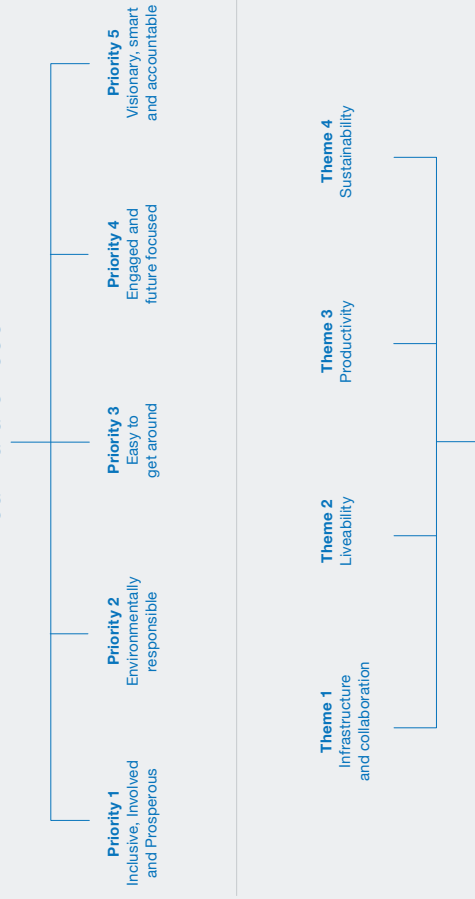 Priority 1
Inclusive, Involved
and Prosperous
Priority 2
Environmentally
responsible
Priority 3
Easy to
get around
Priority 4
Engaged and
future focused
Priority 5
Visionary, smart
and accountable
Theme 1
Infrastructure
and collaboration
Theme 2
Liveability
Theme 3
Productivity
Theme 4
Sustainability